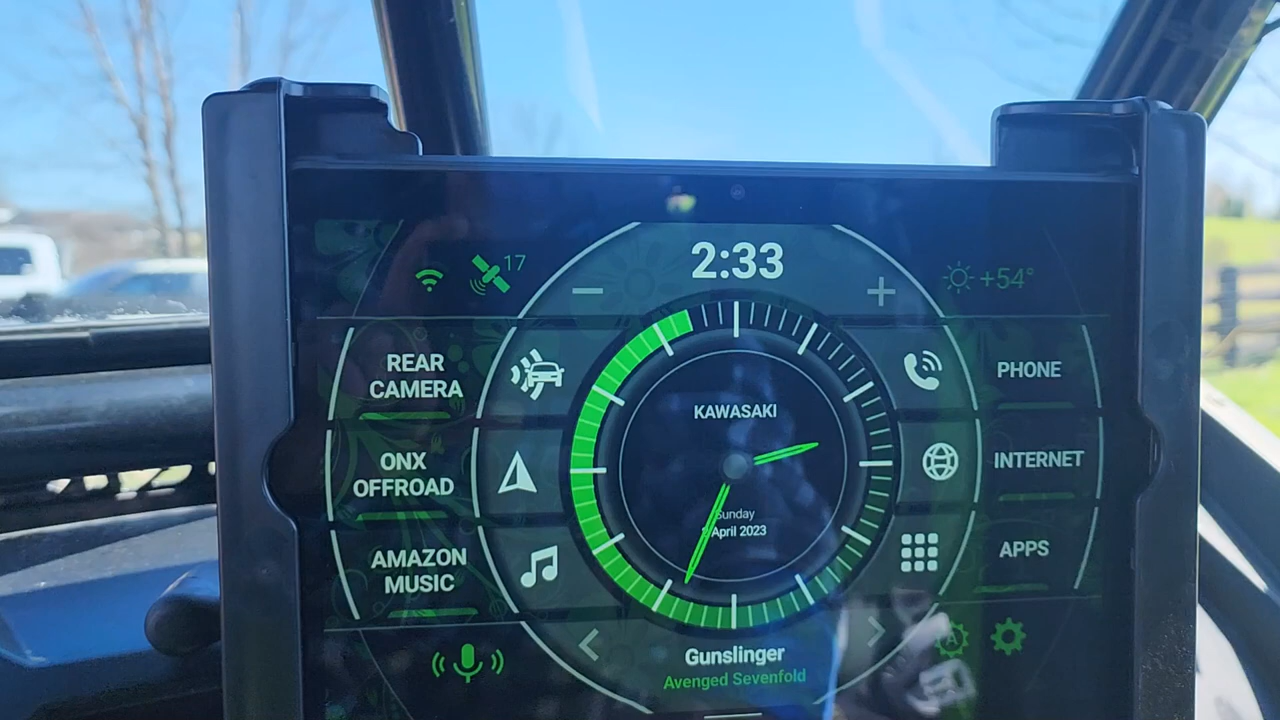 2:33
17
+54°
REAR
CAMERA
PHONE
KAWASAKI
ONX
OFFROAD
INTERNET
Sunday
April 2023
AMAZON
MUSIC
APPS
Gunslinger
Avenged Sevenfold